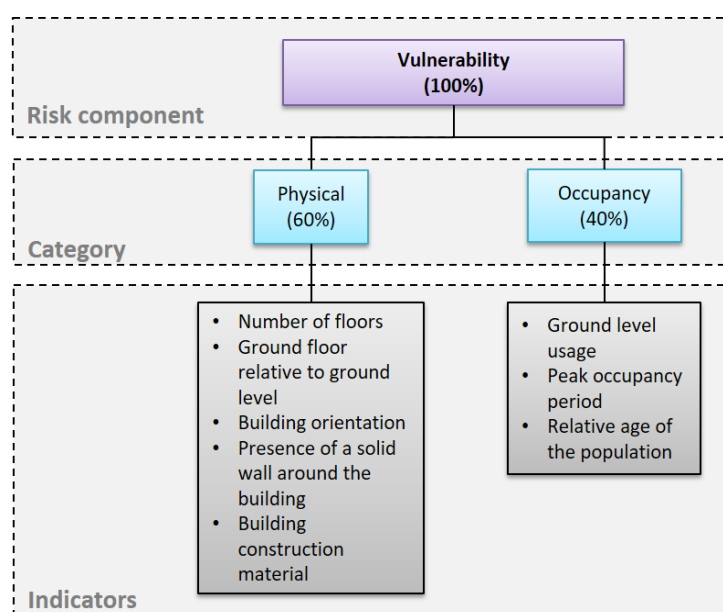 Vulnerability
(100%)
Risk component
Physical
(60%)
Occupancy
(40%)
Category
• Number of floors
• Ground floor
relative to ground
level
• Building orientation
• Presence of a solid
wall around the
building
• Building
construction
material
• Ground level
usage
• Peak occupancy
period
• Relative age of
the population
Indicators